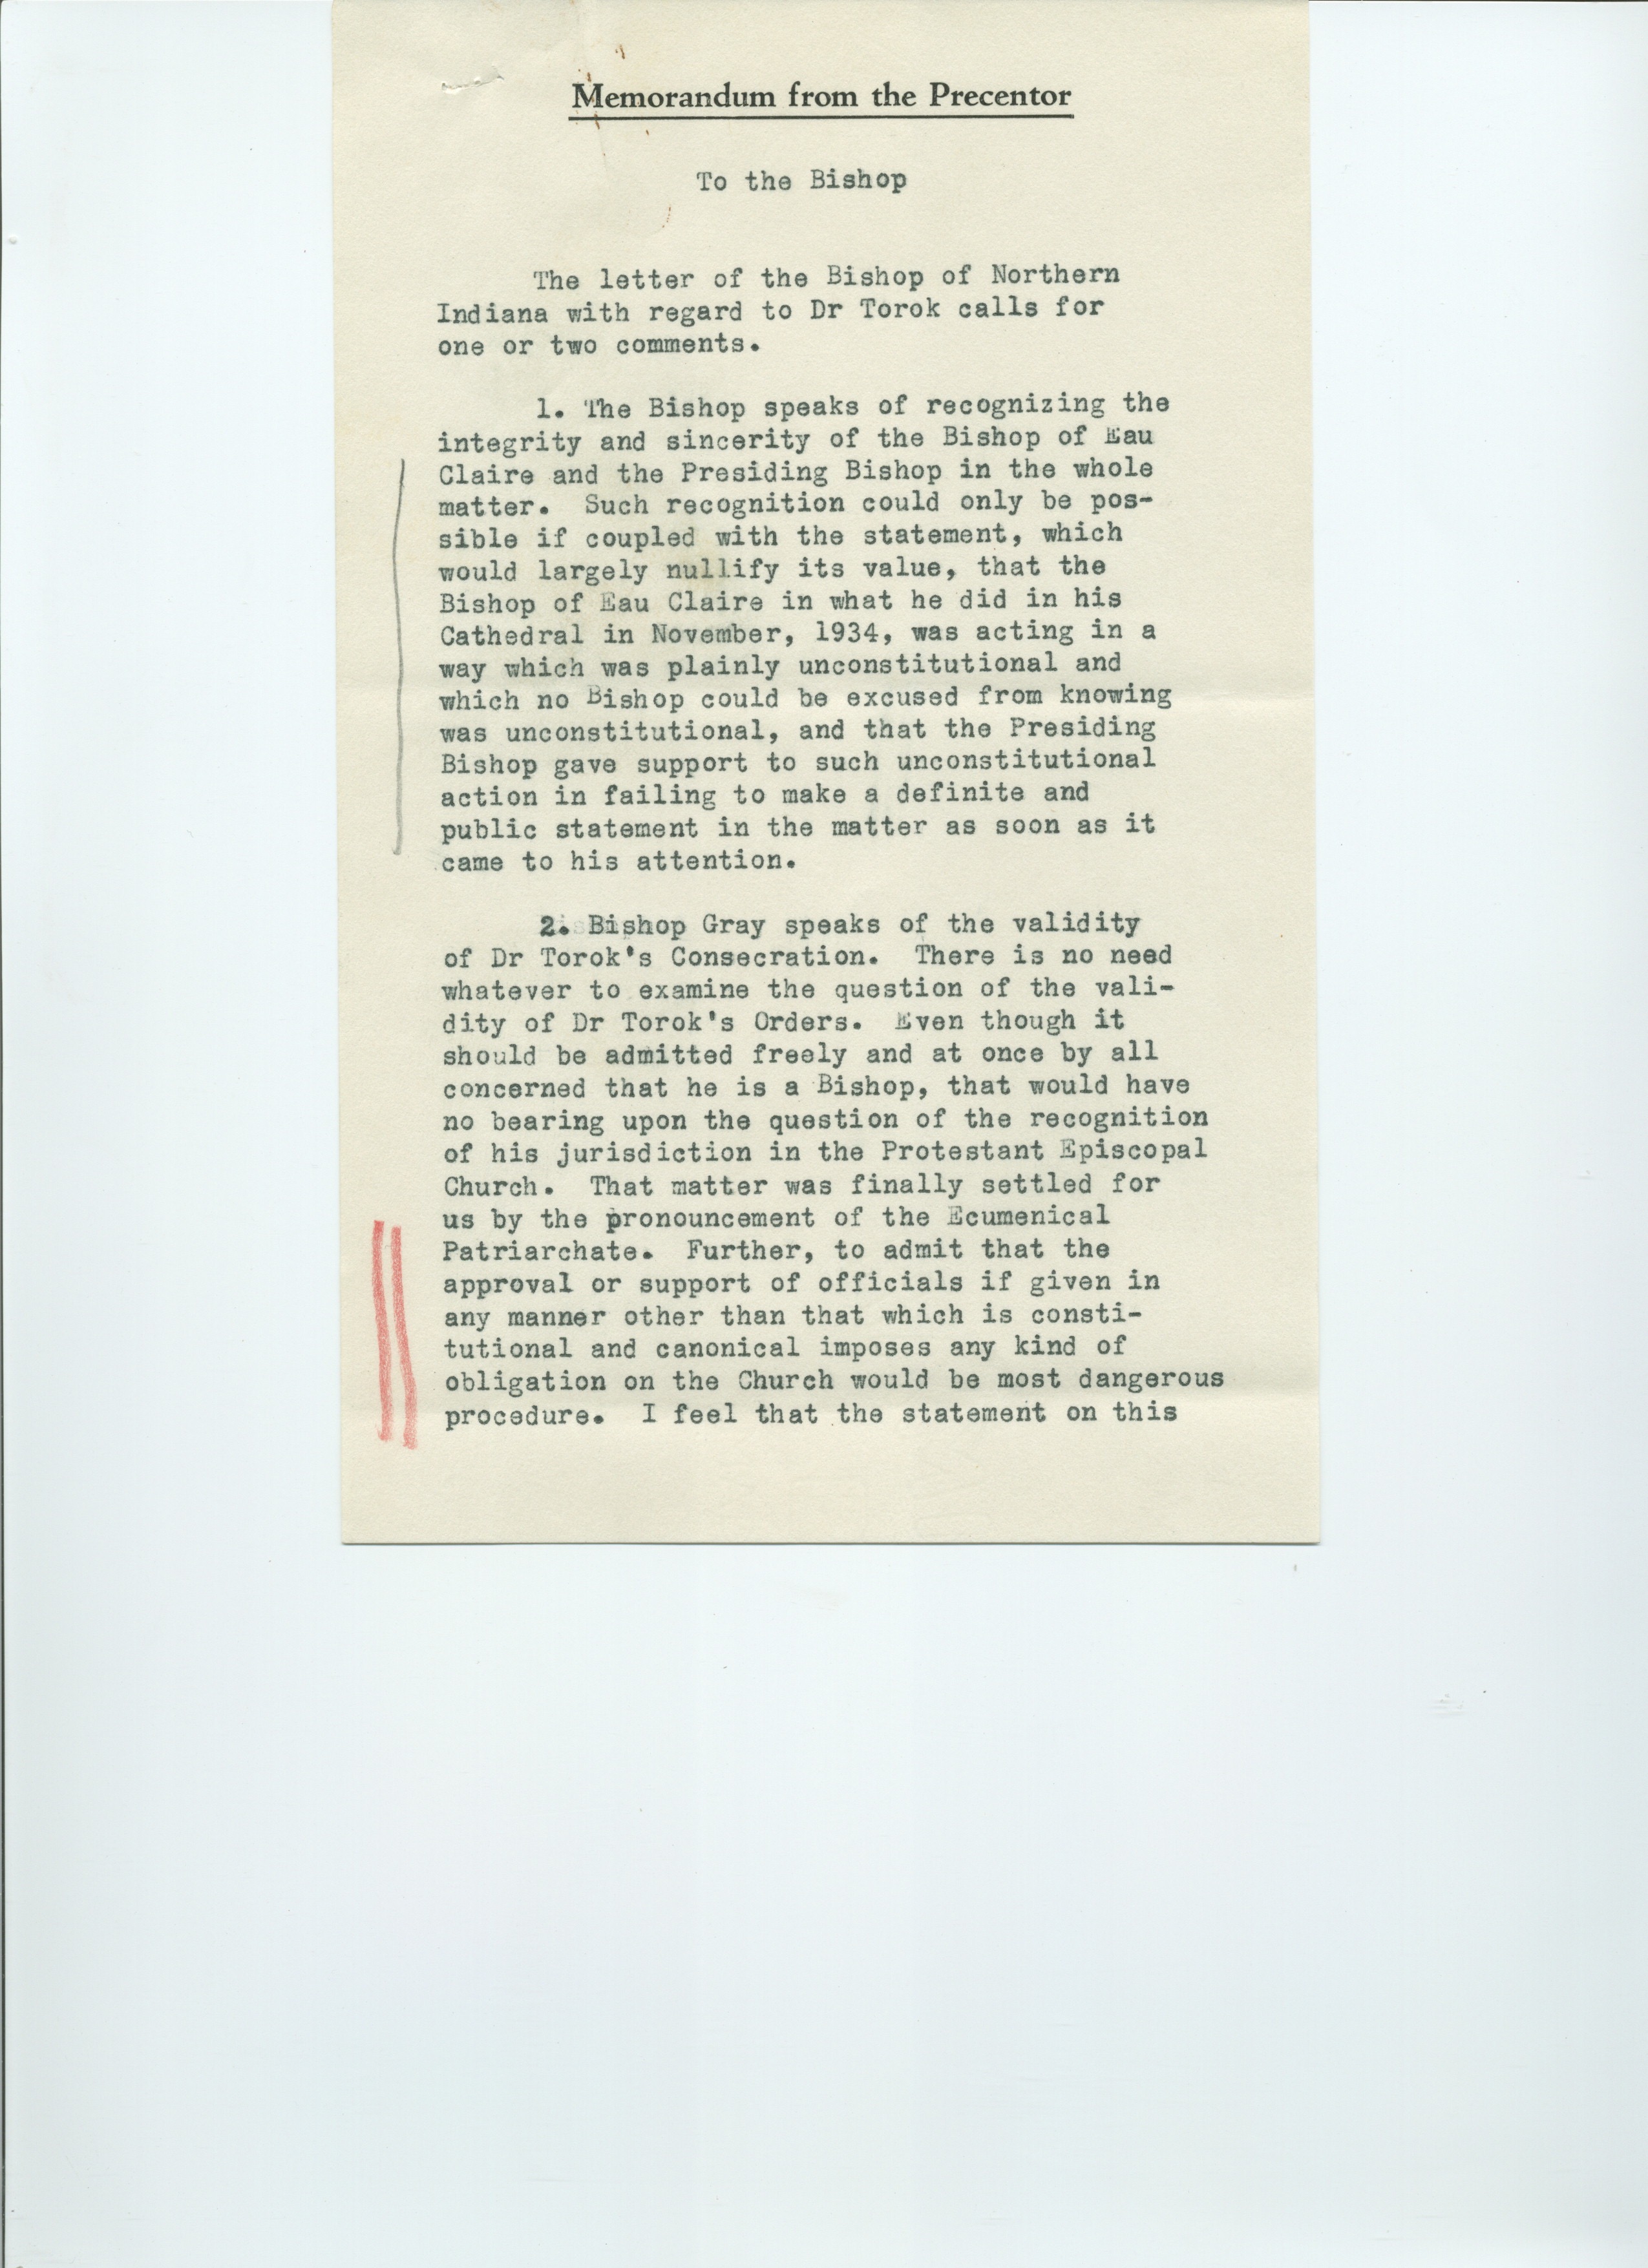 Memorandum from the Precentor
To the Bishop
The letter of the Bishop of Northern
Indiana with regard to Dr Torok calls for
one or two comments.
1. The Bishop speaks of recognizing the
integrity and sincerity of the Bishop of Eau
Claire and the Presiding Bishop in the whole
matter. Such recognition could only be pos-
sible if coupled with the statement, which
would largely nullify its value, that the
Bishop of Eau Claire in what he did in his
Cathedral in November, 1934, was acting in a
way which was plainly unconstitutional and
which no Bishop could be excused from knowing
was unconstitutional, and that the Presiding
Bishop gave support to such unconstitutional
action in failing to make a definite and
public statement in the matter as soon as it
came to his attention.
2. Bishop Gray speaks of the validity
of Dr Torok's Consecration. There is no need
whatever to examine the question of the vali-
dity of Dr Torok's Orders. Even though it
should be admitted freely and at once by all
concerned that he is a Bishop, that would have
no bearing upon the question of the recognition
of his jurisdiction in the Protestant Episcopal
Church. That matter was finally settled for
us by the pronouncement of the Ecumenical
Patriarchate. Further, to admit that the
approval or support of officials if given in
any manner other than that which is consti-
tutional and canonical imposes any kind of
obligation on the Church would be most dangerous
procedure. I feel that the statement on this